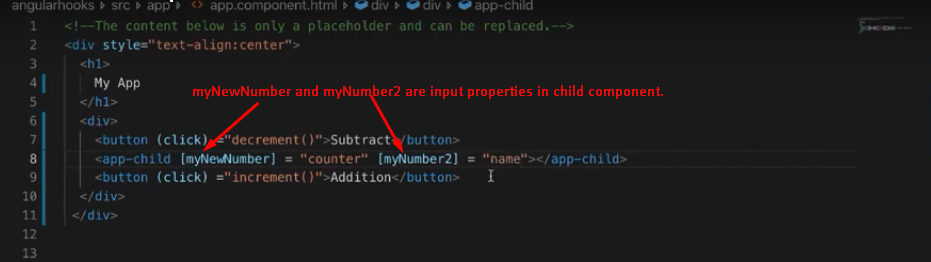 angularhooks › src › app › <> app.component.html › div › div › app-child
1 <!--The content below is only a placeholder and can be replaced.-->
2 <div style="text-align:center">
3 <h1>
4 My App
myNewNumber and myNumber2 are input properties in child component.
5 </h1>
6 <div>
7 <button (click) ="decrement()">Subtract</button>
8 <app-child [myNewNumber] = "counter" [myNumber2] = "name"></app-child>
9 <button (click) ="increment()">Addition</button>
10 </div>
11 </div>
12
13